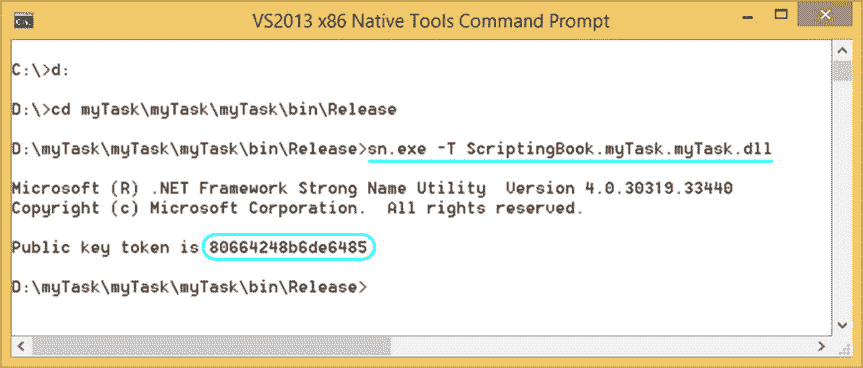 VS2013 x86 Native Tools Command Prompt
C:\>d:
D:\>cd myTask\myTask\myTask\bin\Release
D:\myTask\myTask\myTask\bin\Release>sn.exe -T ScriptingBook.myTask.myTask.dll
Microsoft (R) .NET Framework Strong Name Utility  Version 4.0.30319.33440
Copyright (c) Microsoft Corporation.  All rights reserved.
Public key token is 80664248b6de6485
D:\myTask\myTask\myTask\bin\Release>